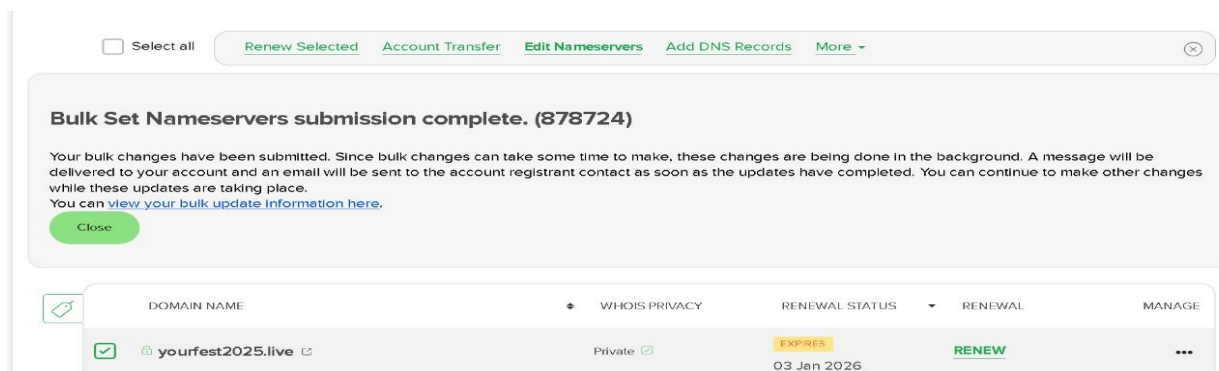 Select all Renew Selected Account Transfer Edit Nameservers Add DNS Records More
Bulk Set Nameservers submission complete. (878724)
Your bulk changes have been submitted. Since bulk changes can take some time to make, these changes are being done in the background. A message will be
delivered to your account and an email will be sent to the account registrant contact as soon as the updates have completed. You can continue to make other changes
while these updates are taking place.
You can view your bulk update information here.
Close
DOMAIN NAME WHOIS PRIVACY RENEWAL STATUS RENEWAL MANAGE
yourfest2025.live Private EXPIRES RENEW
03 Jan 2026